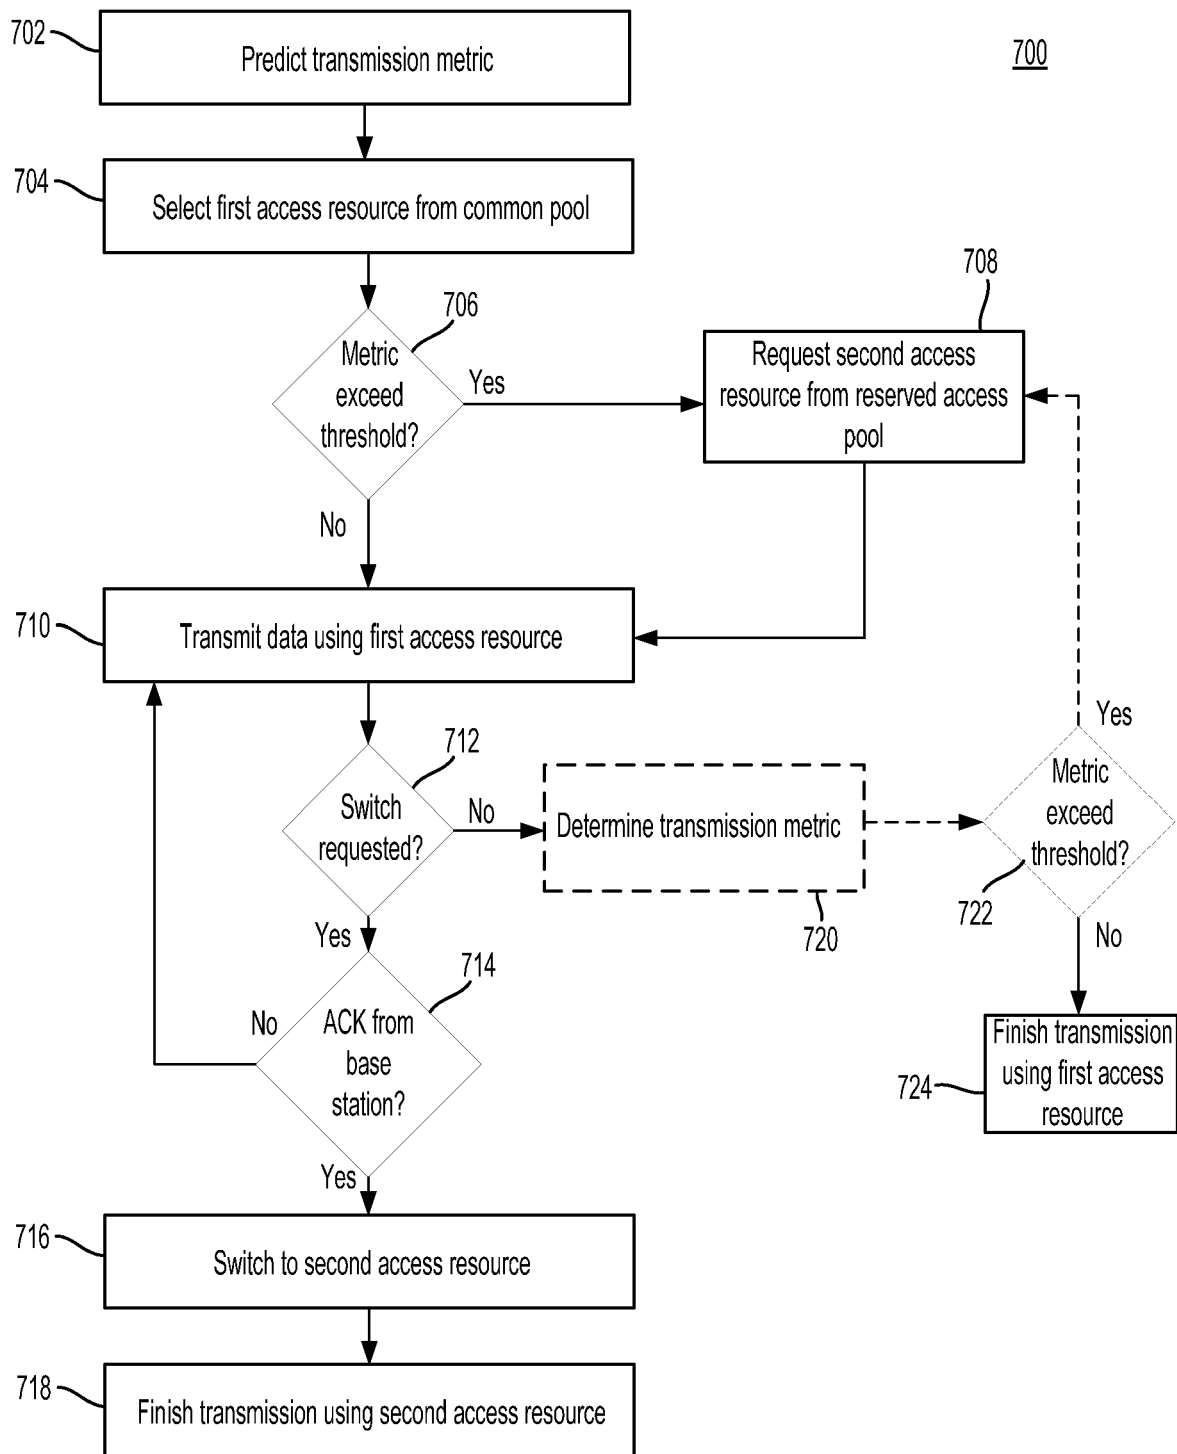 702
Predict transmission metric
700
704
Select first access resource from common pool
706
Metric
exceed
threshold?
Yes
No
708
Request second access
resource from reserved access
pool
710
Transmit data using first access resource
712
Switch
requested?
No
Yes
Determine transmission metric
720
Metric
exceed
threshold?
722
Yes
No
714
ACK from
base
station?
No
Yes
Finish transmission
using first access
resource
724
716
Switch to second access resource
718
Finish transmission using second access resource